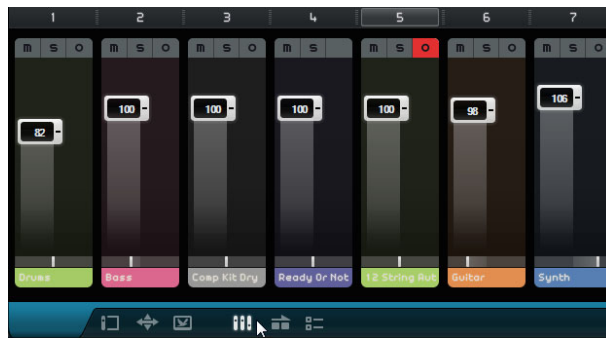 1 2 3 4 5 6 7
m s o m s o m s o m s m s o m s o m s o
82 100 100 100 100 98 106
Drums Bass Comp Kit Dry Ready Or Not 12 String Aut Guitar Synth